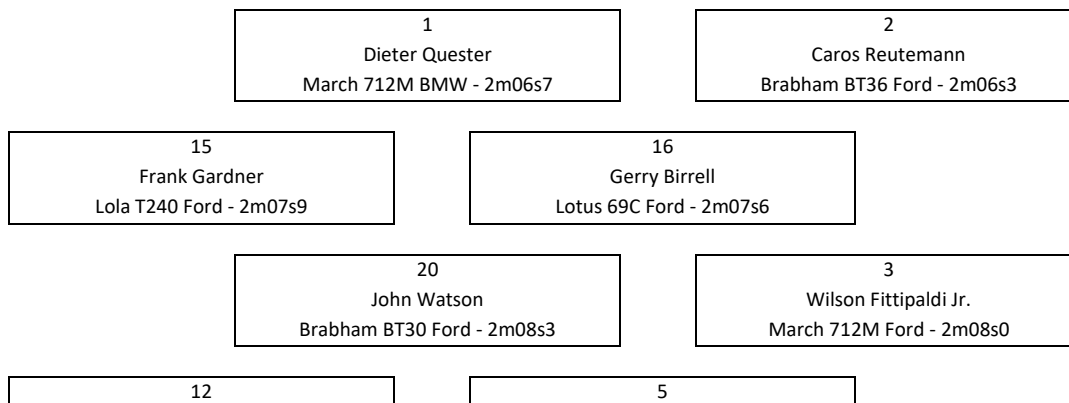 1
Dieter Quester
March 712M BMW - 2m06s7
2
Caros Reutemann
Brabham BT36 Ford - 2m06s3
15
Frank Gardner
Lola T240 Ford - 2m07s9
16
Gerry Birrell
Lotus 69C Ford - 2m07s6
20
John Watson
Brabham BT30 Ford - 2m08s3
3
Wilson Fittipaldi Jr.
March 712M Ford - 2m08s0
12
5